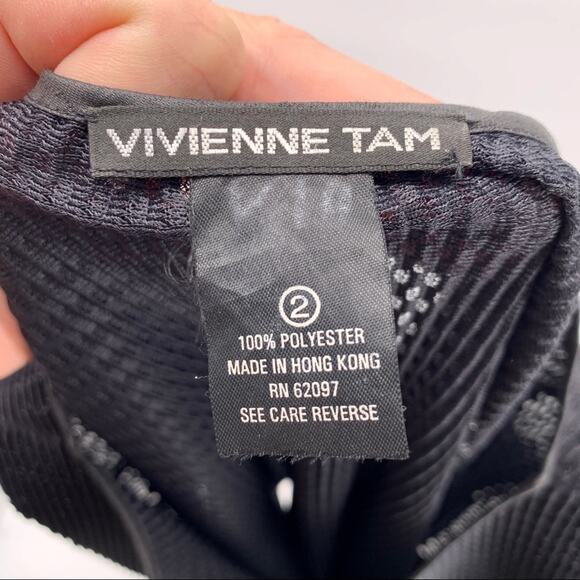 VIVIENNE TAM
2
100% POLYESTER
MADE IN HONG KONG
RN 62097
SEE CARE REVERSE